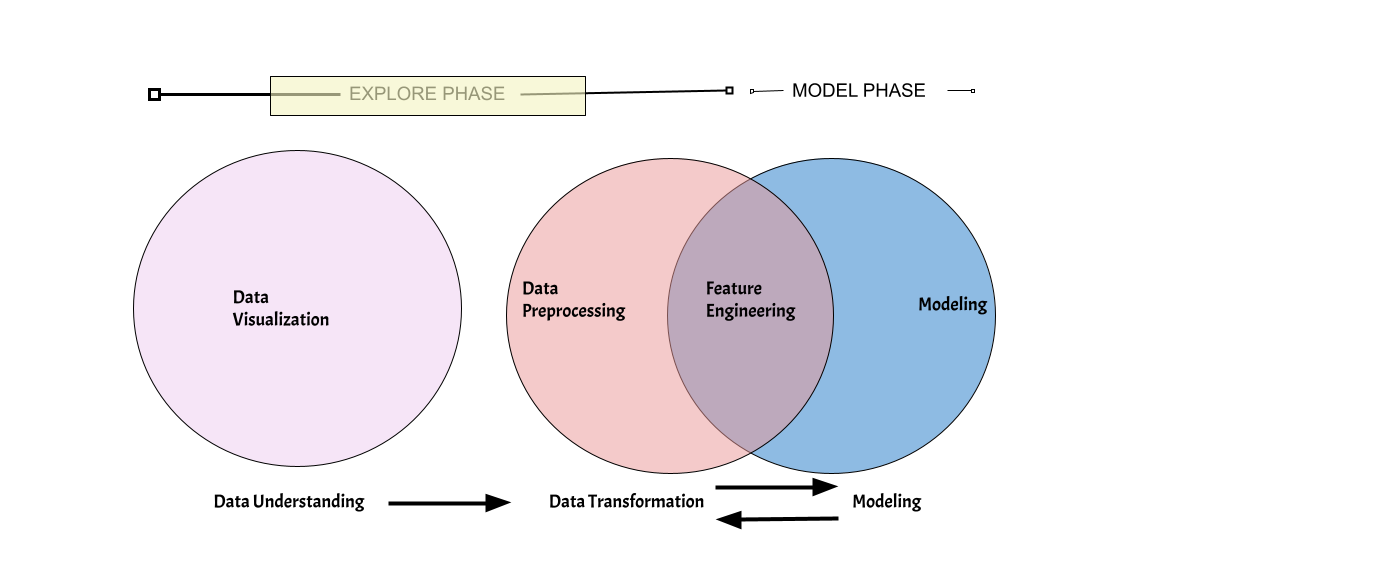 EXPLORE PHASE
MODEL PHASE
Data
Visualization
Data
Preprocessing
Feature
Engineering
Modeling
Data Understanding
Data Transformation
Modeling